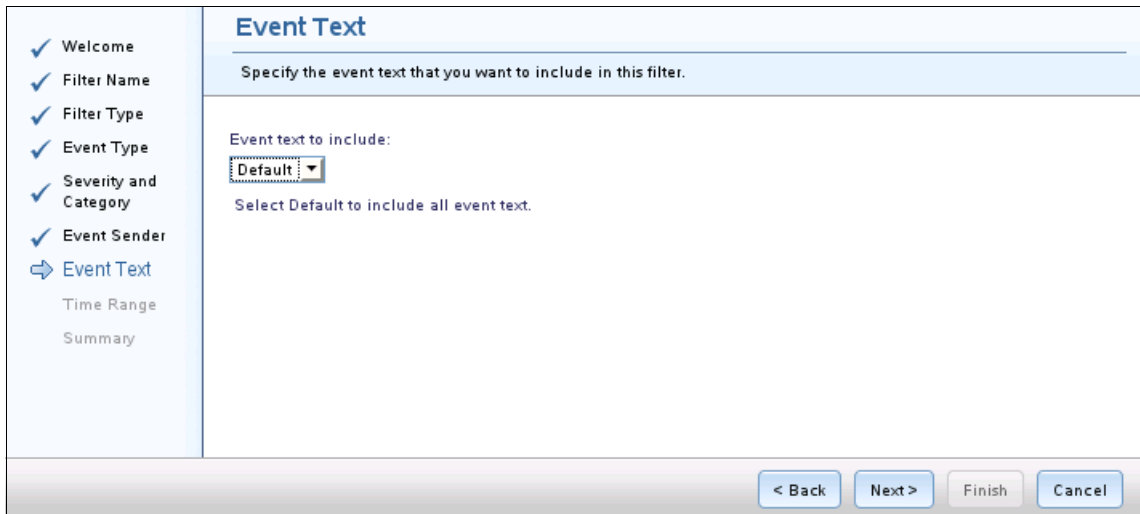 Welcome
Filter Name
Filter Type
Event Type
Severity and
Category
Event Sender
Event Text
Time Range
Summary
Event Text
Specify the event text that you want to include in this filter.
Event text to include:
Default
Select Default to include all event text.
< Back
Next >
Finish
Cancel